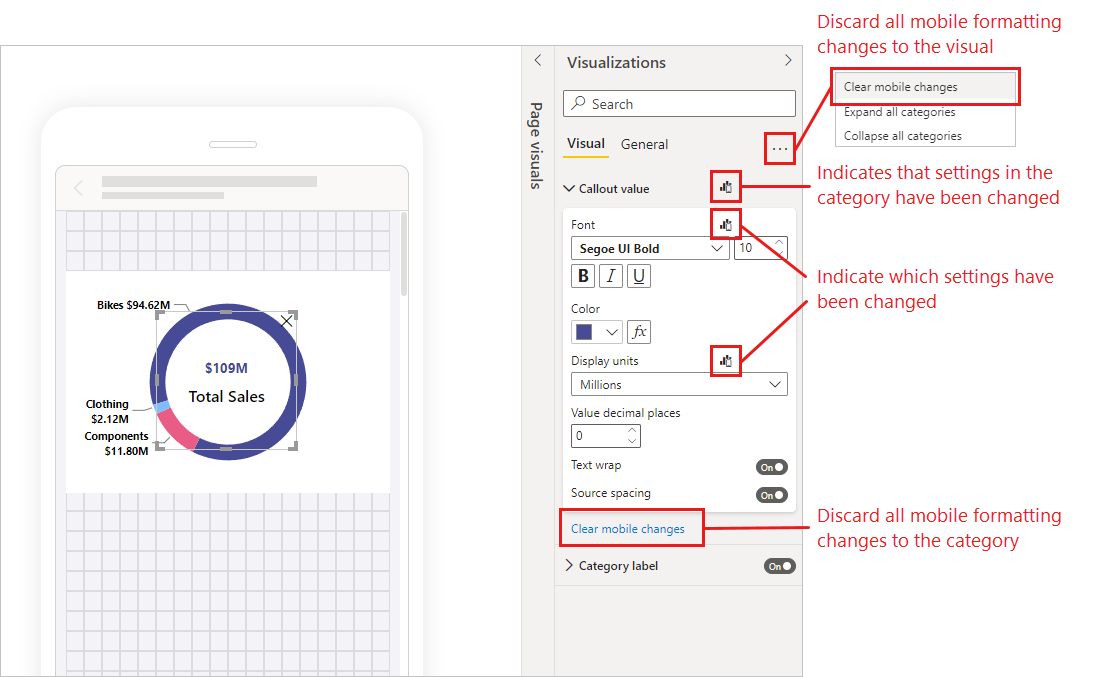 Discard all mobile formatting
changes to the visual
Visualizations
Clear mobile changes
Expand all categories
Collapse all categories
Search
Page visuals
Visual
General
...
Indicates that settings in the
category have been changed
Callout value
Font
Segoe UI Bold
10
B I U
Indicate which settings have
been changed
Color
fx
Display units
Millions
Value decimal places
0
Text wrap
On
Source spacing
On
Clear mobile changes
Discard all mobile formatting
changes to the category
Category label
On
Bikes $94.62M
$109M
Total Sales
Clothing
$2.12M
Components
$11.80M